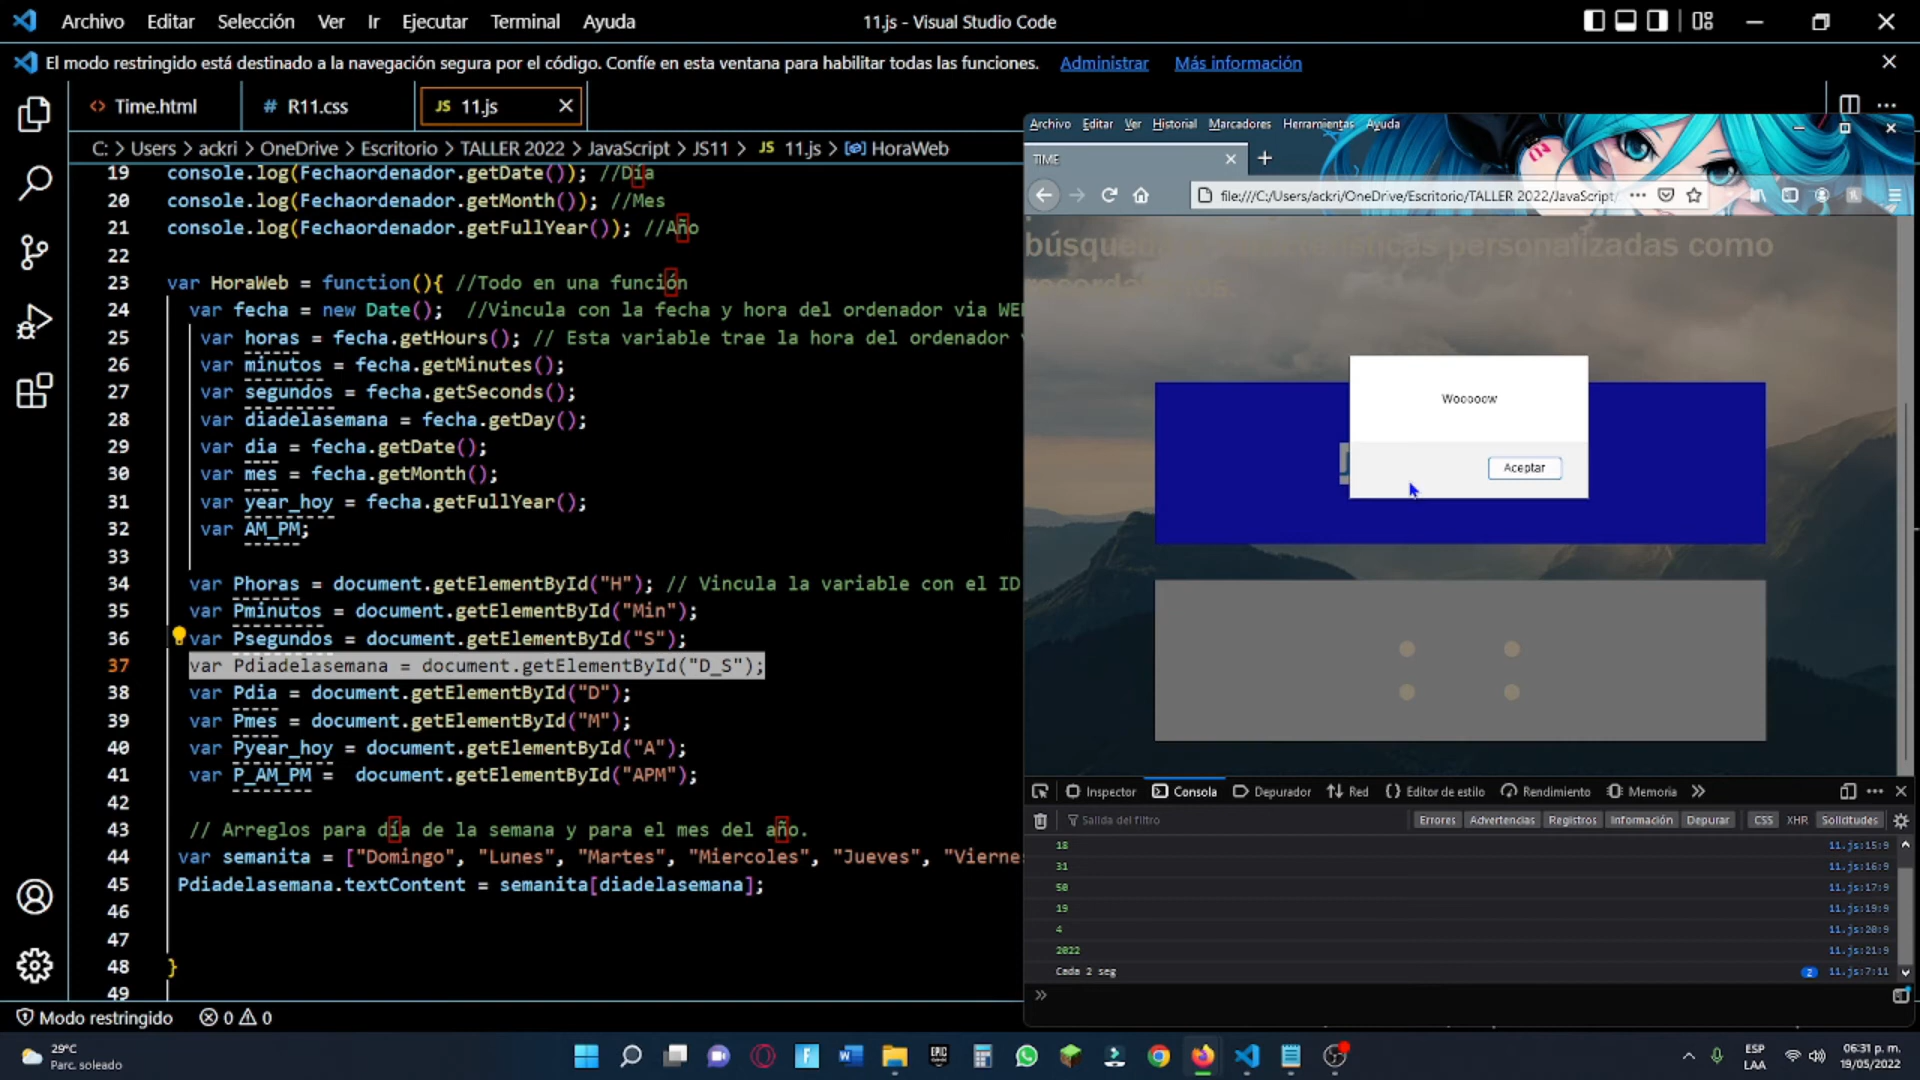 Archivo Editar Selección Ver Ir Ejecutar Terminal Ayuda
11.js - Visual Studio Code
El modo restringido está destinado a la navegación segura por el código. Confíe en esta ventana para habilitar todas las funciones. Administrar Más información
<> Time.html
# R11.css
JS 11.js
C: > Users > ackri > OneDrive > Escritorio > TALLER 2022 > JavaScript > JS11 > JS 11.js > HoraWeb
19 console.log(Fechaordenador.getDate()); //Día
20 console.log(Fechaordenador.getMonth()); //Mes
21 console.log(Fechaordenador.getFullYear()); //Año
22
23 var HoraWeb = function(){ //Todo en una función
24 var fecha = new Date(); //Vincula con la fecha y hora del ordenador via WE
25 var horas = fecha.getHours(); // Esta variable trae la hora del ordenador
26 var minutos = fecha.getMinutes();
27 var segundos = fecha.getSeconds();
28 var diadelasemana = fecha.getDay();
29 var dia = fecha.getDate();
30 var mes = fecha.getMonth();
31 var year_hoy = fecha.getFullYear();
32 var AM_PM;
33
34 var Phoras = document.getElementById("H"); // Vincula la variable con el ID
35 var Pminutos = document.getElementById("Min");
36 var Psegundos = document.getElementById("S");
37 var Pdiadelasemana = document.getElementById("D_S");
38 var Pdia = document.getElementById("D");
39 var Pmes = document.getElementById("M");
40 var Pyear_hoy = document.getElementById("A");
41 var P_AM_PM = document.getElementById("APM");
42
43 // Arreglos para día de la semana y para el mes del año.
44 var semanita = ["Domingo", "Lunes", "Martes", "Miercoles", "Jueves", "Vierne
45 Pdiadelasemana.textContent = semanita[diadelasemana];
46
47
48 }
49
Archivo Editar Ver Historial Marcadores Herramientas Ayuda
TIME
file:///C:/Users/ackri/OneDrive/Escritorio/TALLER 2022/JavaScript/
personalizadas como
Wooooow
Aceptar
Inspector Consola Depurador Red Editor de estilo Rendimiento Memoria
Salida del filtro
Errores Advertencias Registros Información Depurar CSS XHR Solicitudes
18 11.js:15:9
31 11.js:16:9
50 11.js:17:9
19 11.js:19:9
4 11.js:20:9
2022 11.js:21:9
Cada 2 seg 2 11.js:7:11
Modo restringido 0 0
29°C
Parc. soleado
EPIC
ESP
LAA
06:31 p. m.
19/05/2022